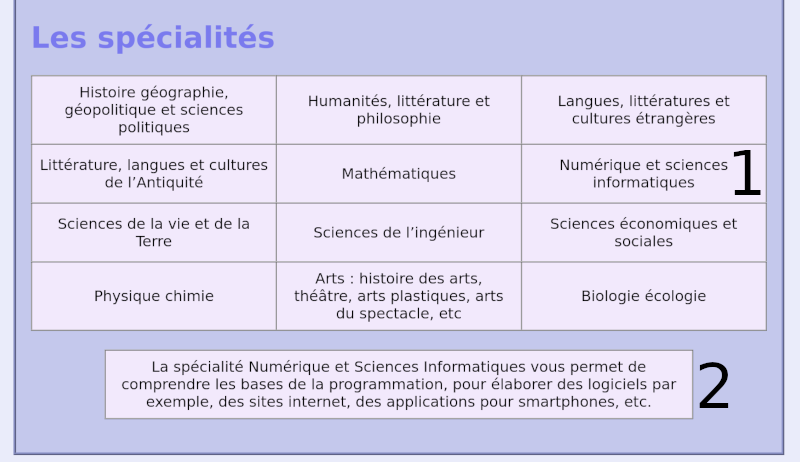 Les spécialités
Histoire géographie,
géopolitique et sciences
politiques
Humanités, littérature et
philosophie
Langues, littératures et
cultures étrangères
Littérature, langues et cultures
de l’Antiquité
Mathématiques
Numérique et sciences
informatiques
1
Sciences de la vie et de la
Terre
Sciences de l’ingénieur
Sciences économiques et
sociales
Physique chimie
Arts : histoire des arts,
théâtre, arts plastiques, arts
du spectacle, etc
Biologie écologie
La spécialité Numérique et Sciences Informatiques vous permet de
comprendre les bases de la programmation, pour élaborer des logiciels par
exemple, des sites internet, des applications pour smartphones, etc.
2